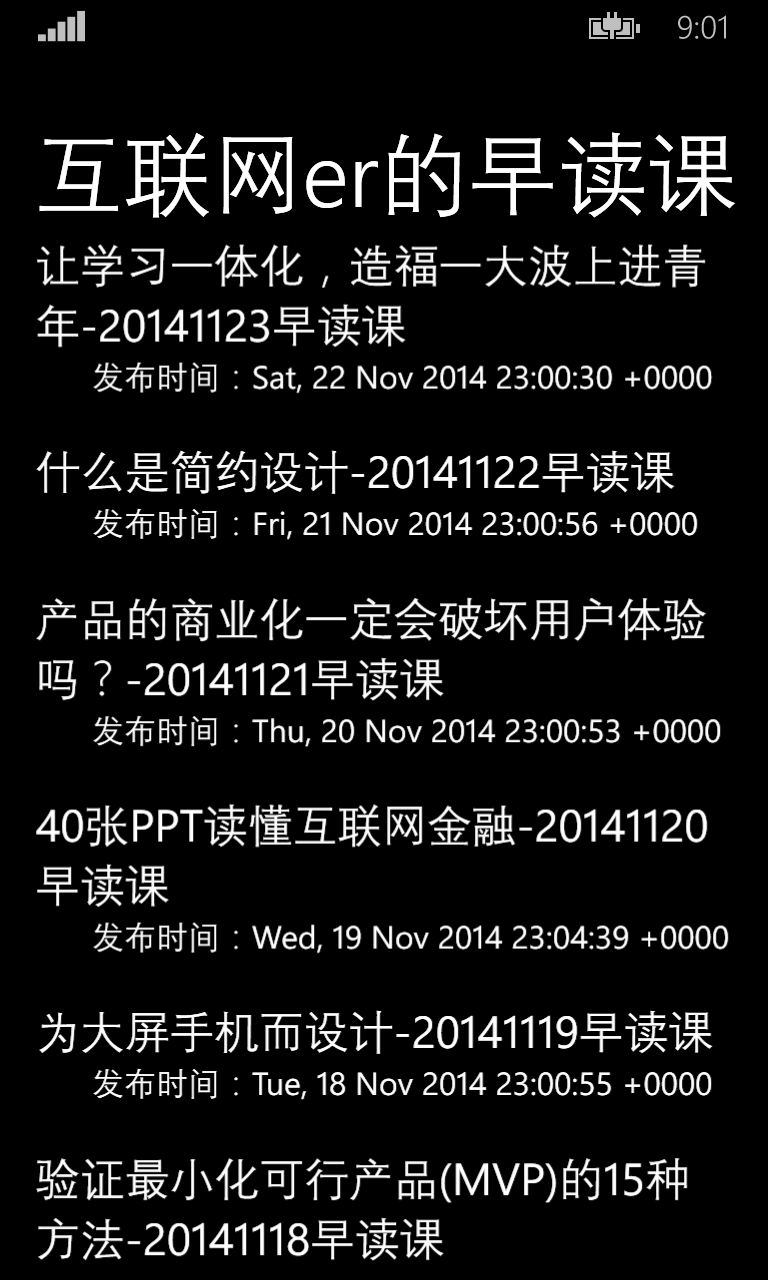 9:01
互联网er的早读课
让学习一体化，造福一大波上进青
年-20141123早读课
发布时间：Sat, 22 Nov 2014 23:00:30 +0000
什么是简约设计-20141122早读课
发布时间：Fri, 21 Nov 2014 23:00:56 +0000
产品的商业化一定会破坏用户体验
吗？-20141121早读课
发布时间：Thu, 20 Nov 2014 23:00:53 +0000
40张PPT读懂互联网金融-20141120
早读课
发布时间：Wed, 19 Nov 2014 23:04:39 +0000
为大屏手机而设计-20141119早读课
发布时间：Tue, 18 Nov 2014 23:00:55 +0000
验证最小化可行产品(MVP)的15种
方法-20141118早读课